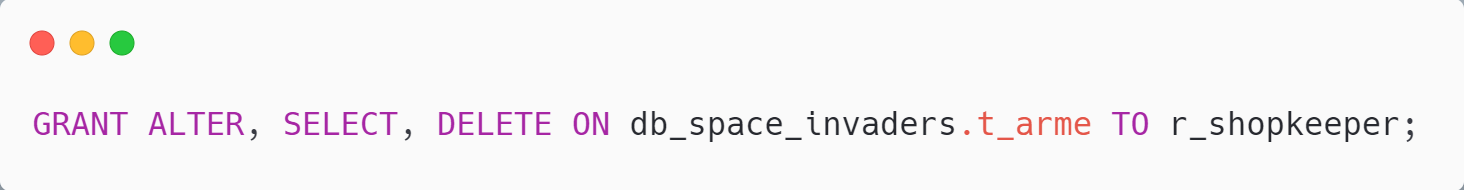 GRANT ALTER, SELECT, DELETE ON db_space_invaders.t_arme TO r_shopkeeper;